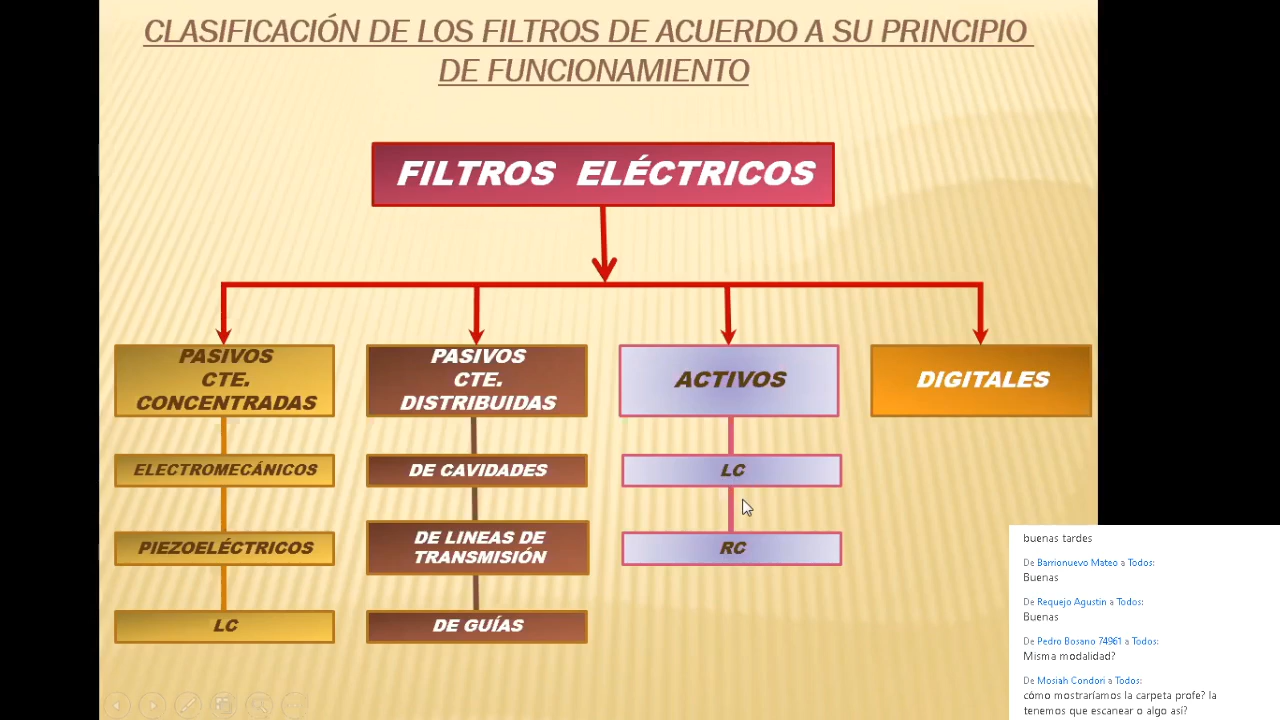 CLASIFICACIÓN DE LOS FILTROS DE ACUERDO A SU PRINCIPIO
DE FUNCIONAMIENTO
FILTROS ELÉCTRICOS
PASIVOS
CTE.
CONCENTRADAS
ELECTROMECÁNICOS
PIEZOELÉCTRICOS
LC
PASIVOS
CTE.
DISTRIBUIDAS
DE CAVIDADES
DE LINEAS DE
TRANSMISIÓN
DE GUÍAS
ACTIVOS
LC
RC
DIGITALES
buenas tardes
De Barrionuevo Mateo a Todos:
Buenas
De Requejo Agustin a Todos:
Buenas
De Pedro Bosano 74961 a Todos:
Misma modalidad?
De Mosiah Condori a Todos:
cómo mostraríamos la carpeta profe? la
tenemos que escanear o algo así?